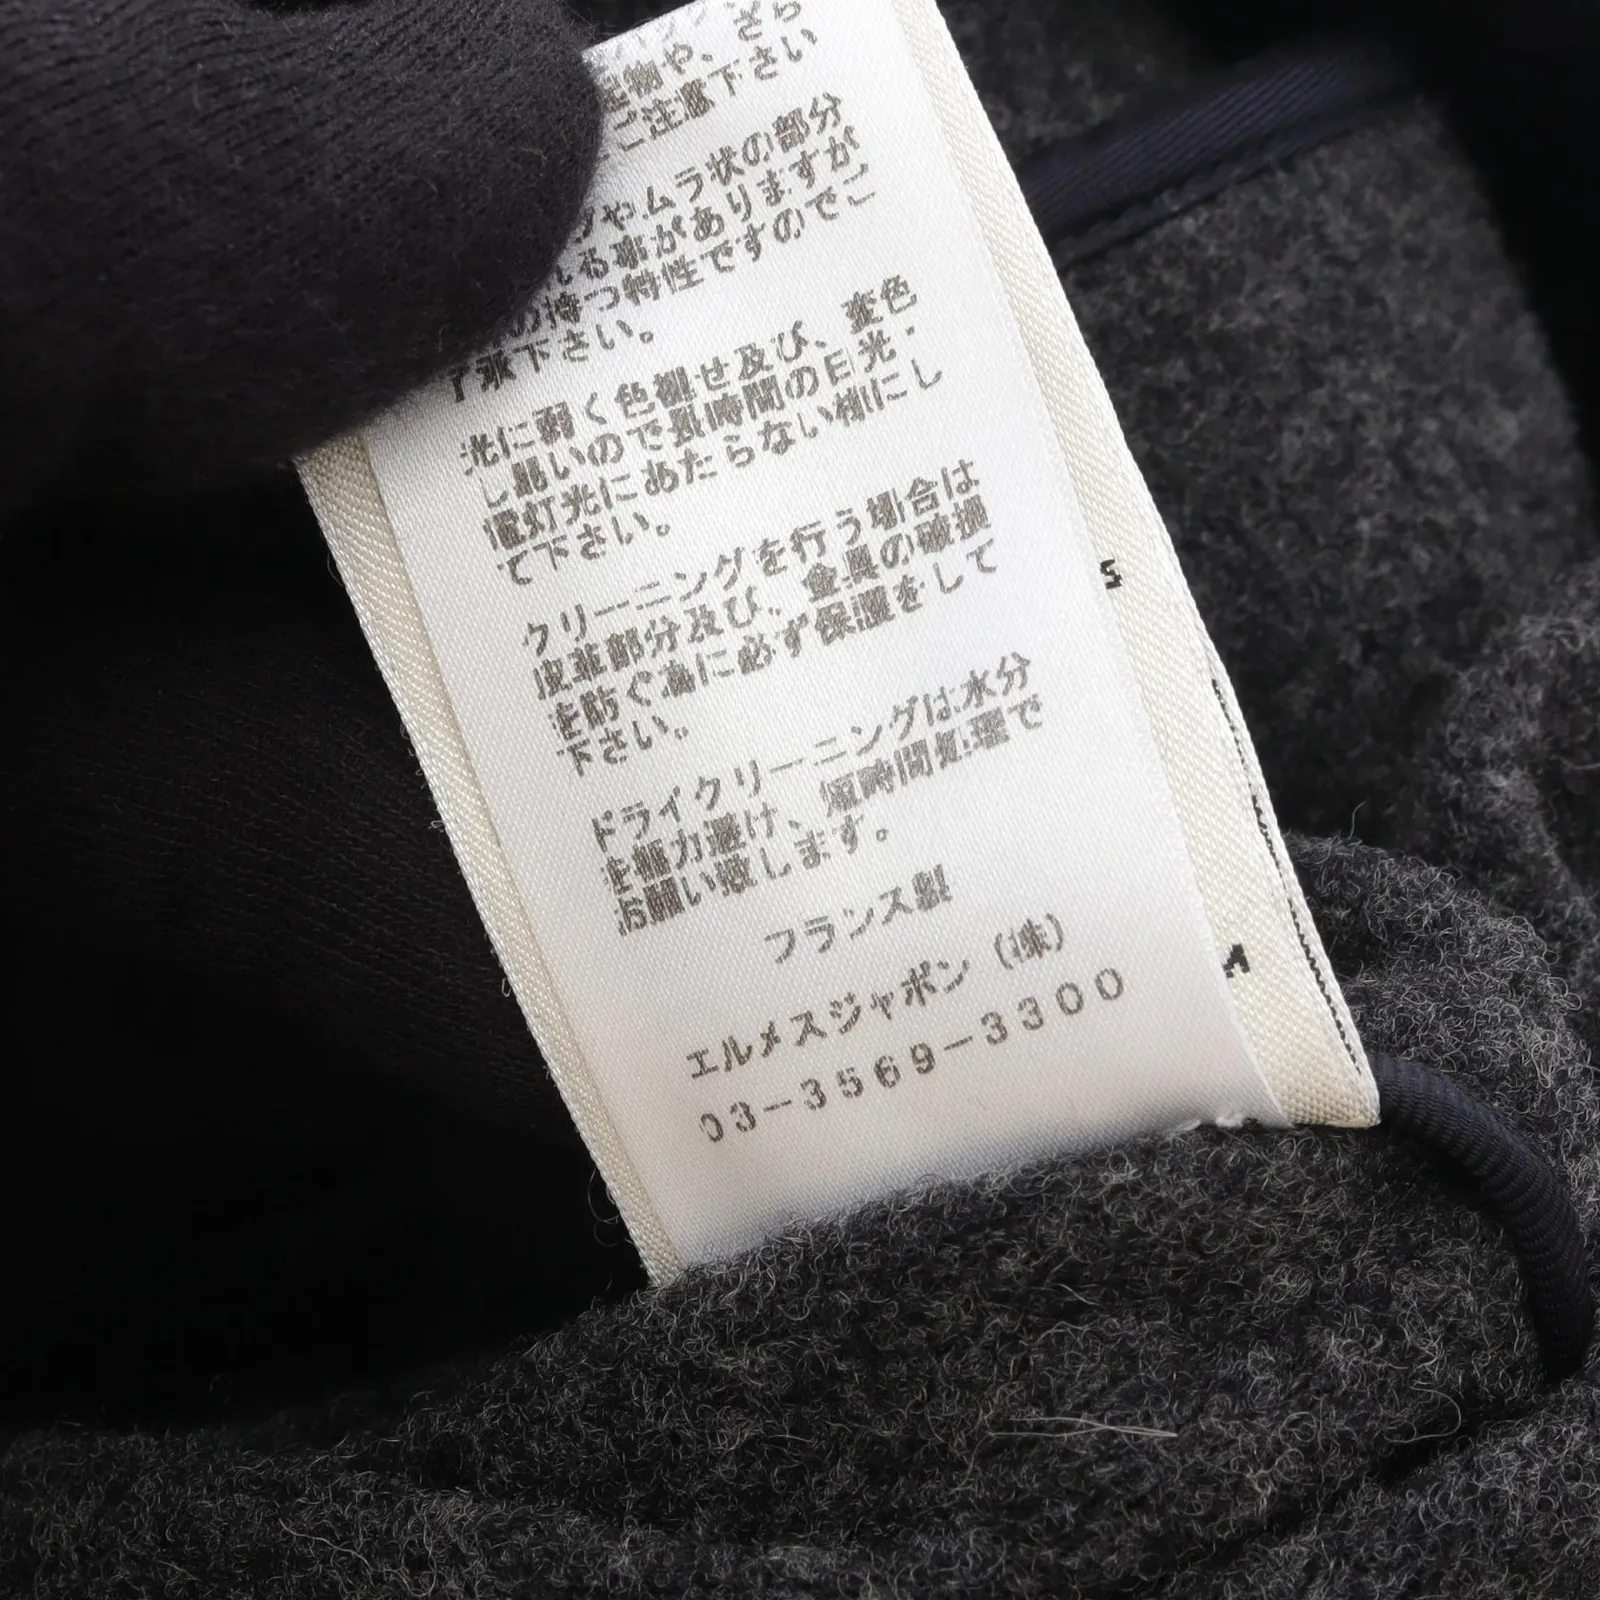 物や、ざら
ご注意下さい
やムラ状の部分
れる事がありますが
の持つ特性ですのでご
了承下さい。
光に弱く色褪せ及び、変色
し易いので長時間の日光・
電灯光にあたらない様にし
て下さい。
クリーニングを行う場合は
皮革部分及び、金具の破損
を防ぐ為に必ず保護をして
下さい。
ドライクリーニングは水分
を極力避け、短時間処理で
お願い致します。
フランス製
エルメスジャポン（株）
03-3569-3300
S
M